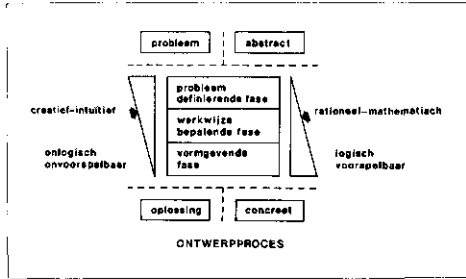 probleem
abstract
probleem
definierende fase
creatief-intuïtief
rationeel-mathematisch
werkwijze
bepalende fase
onlogisch
onvoorspelbaar
vormgevende
fase
logisch
voorspelbaar
oplossing
concreet
ONTWERPPROCES